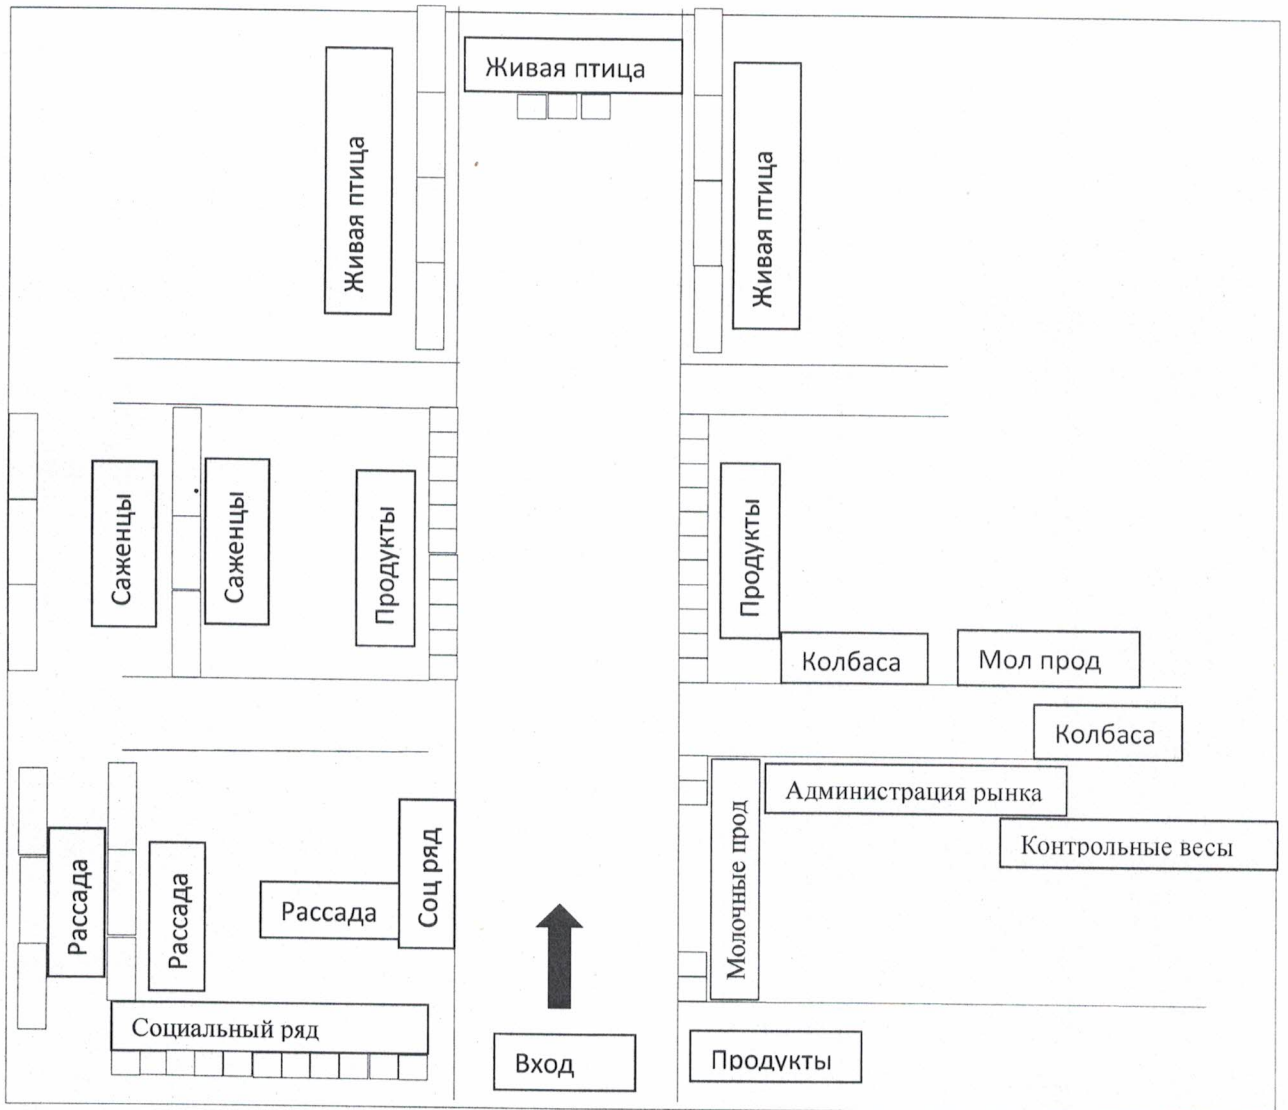 Живая птица
Живая птица
Живая птица
Саженцы
Саженцы
Продукты
Продукты
Колбаса
Мол прод
Колбаса
Администрация рынка
Контрольные весы
Молочные прод
Рассада
Рассада
Рассада
Соц ряд
Социальный ряд
Вход
Продукты